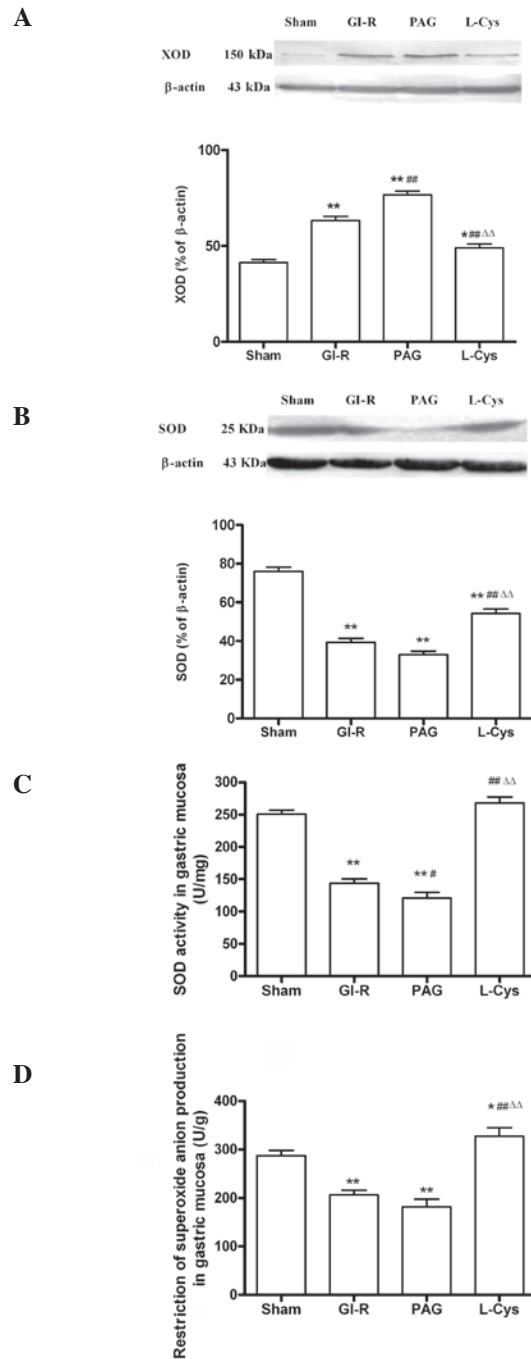 A
Sham GI-R PAG L-Cys
XOD 150 kDa
β-actin 43 kDa
100
50
0
XOD (% of β-actin)
**
** ##
*##ΔΔ
Sham GI-R PAG L-Cys
B
Sham GI-R PAG L-Cys
SOD 25 KDa
β-actin 43 KDa
100
80
60
40
20
0
SOD (% of β-actin)
**
**
** ## ΔΔ
Sham GI-R PAG L-Cys
C
300
250
200
150
100
50
0
SOD activity in gastric mucosa
(U/mg)
**
** #
## ΔΔ
Sham GI-R PAG L-Cys
D
400
300
200
100
0
Restriction of superoxide anion production
in gastric mucosa (U/g)
**
**
* ##ΔΔ
Sham GI-R PAG L-Cys